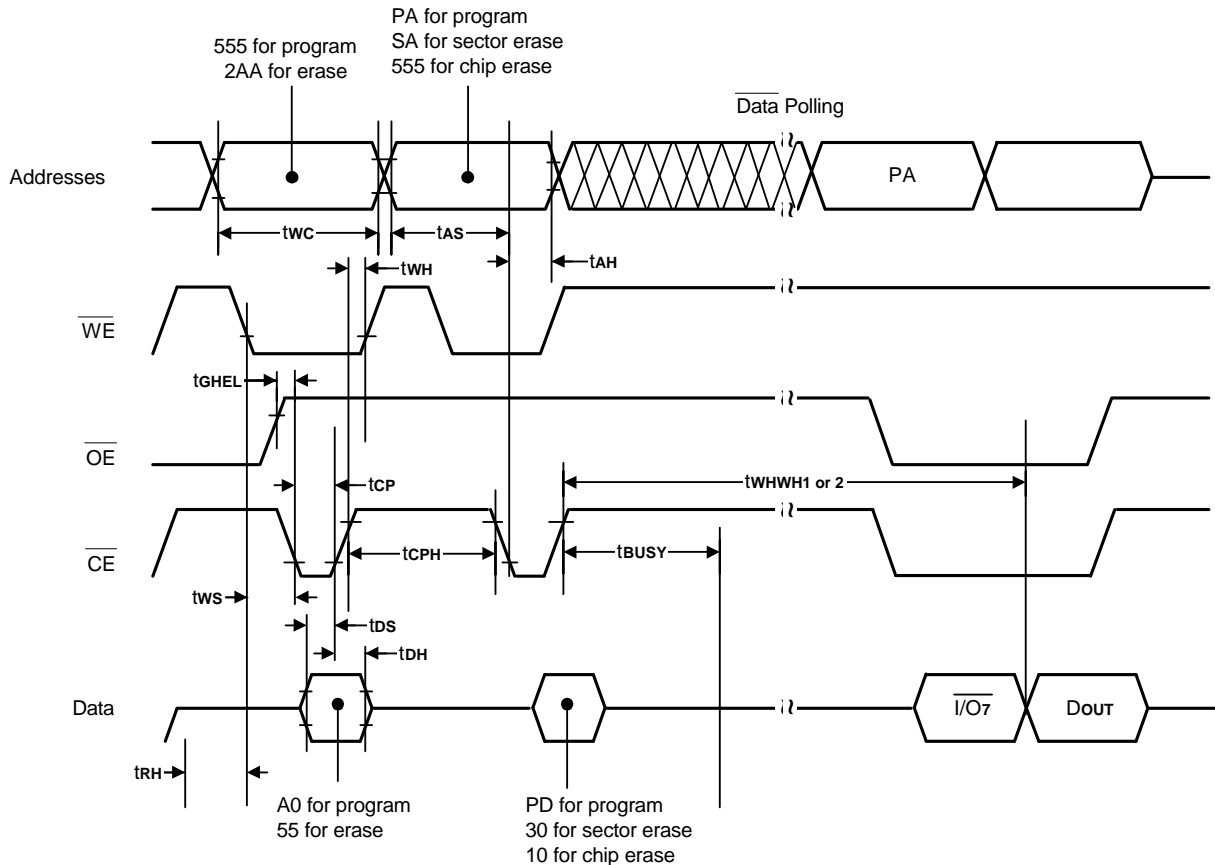 PA for program
SA for sector erase
555 for chip erase
555 for program
2AA for erase
Data Polling
Addresses
PA
tWC
tAS
tWH
tAH
WE
tGHEL
OE
tCP
tWHWH1 or 2
CE
tCPH
tBUSY
tWS
tDS
tDH
Data
I/O7
DOUT
tRH
A0 for program
55 for erase
PD for program
30 for sector erase
10 for chip erase